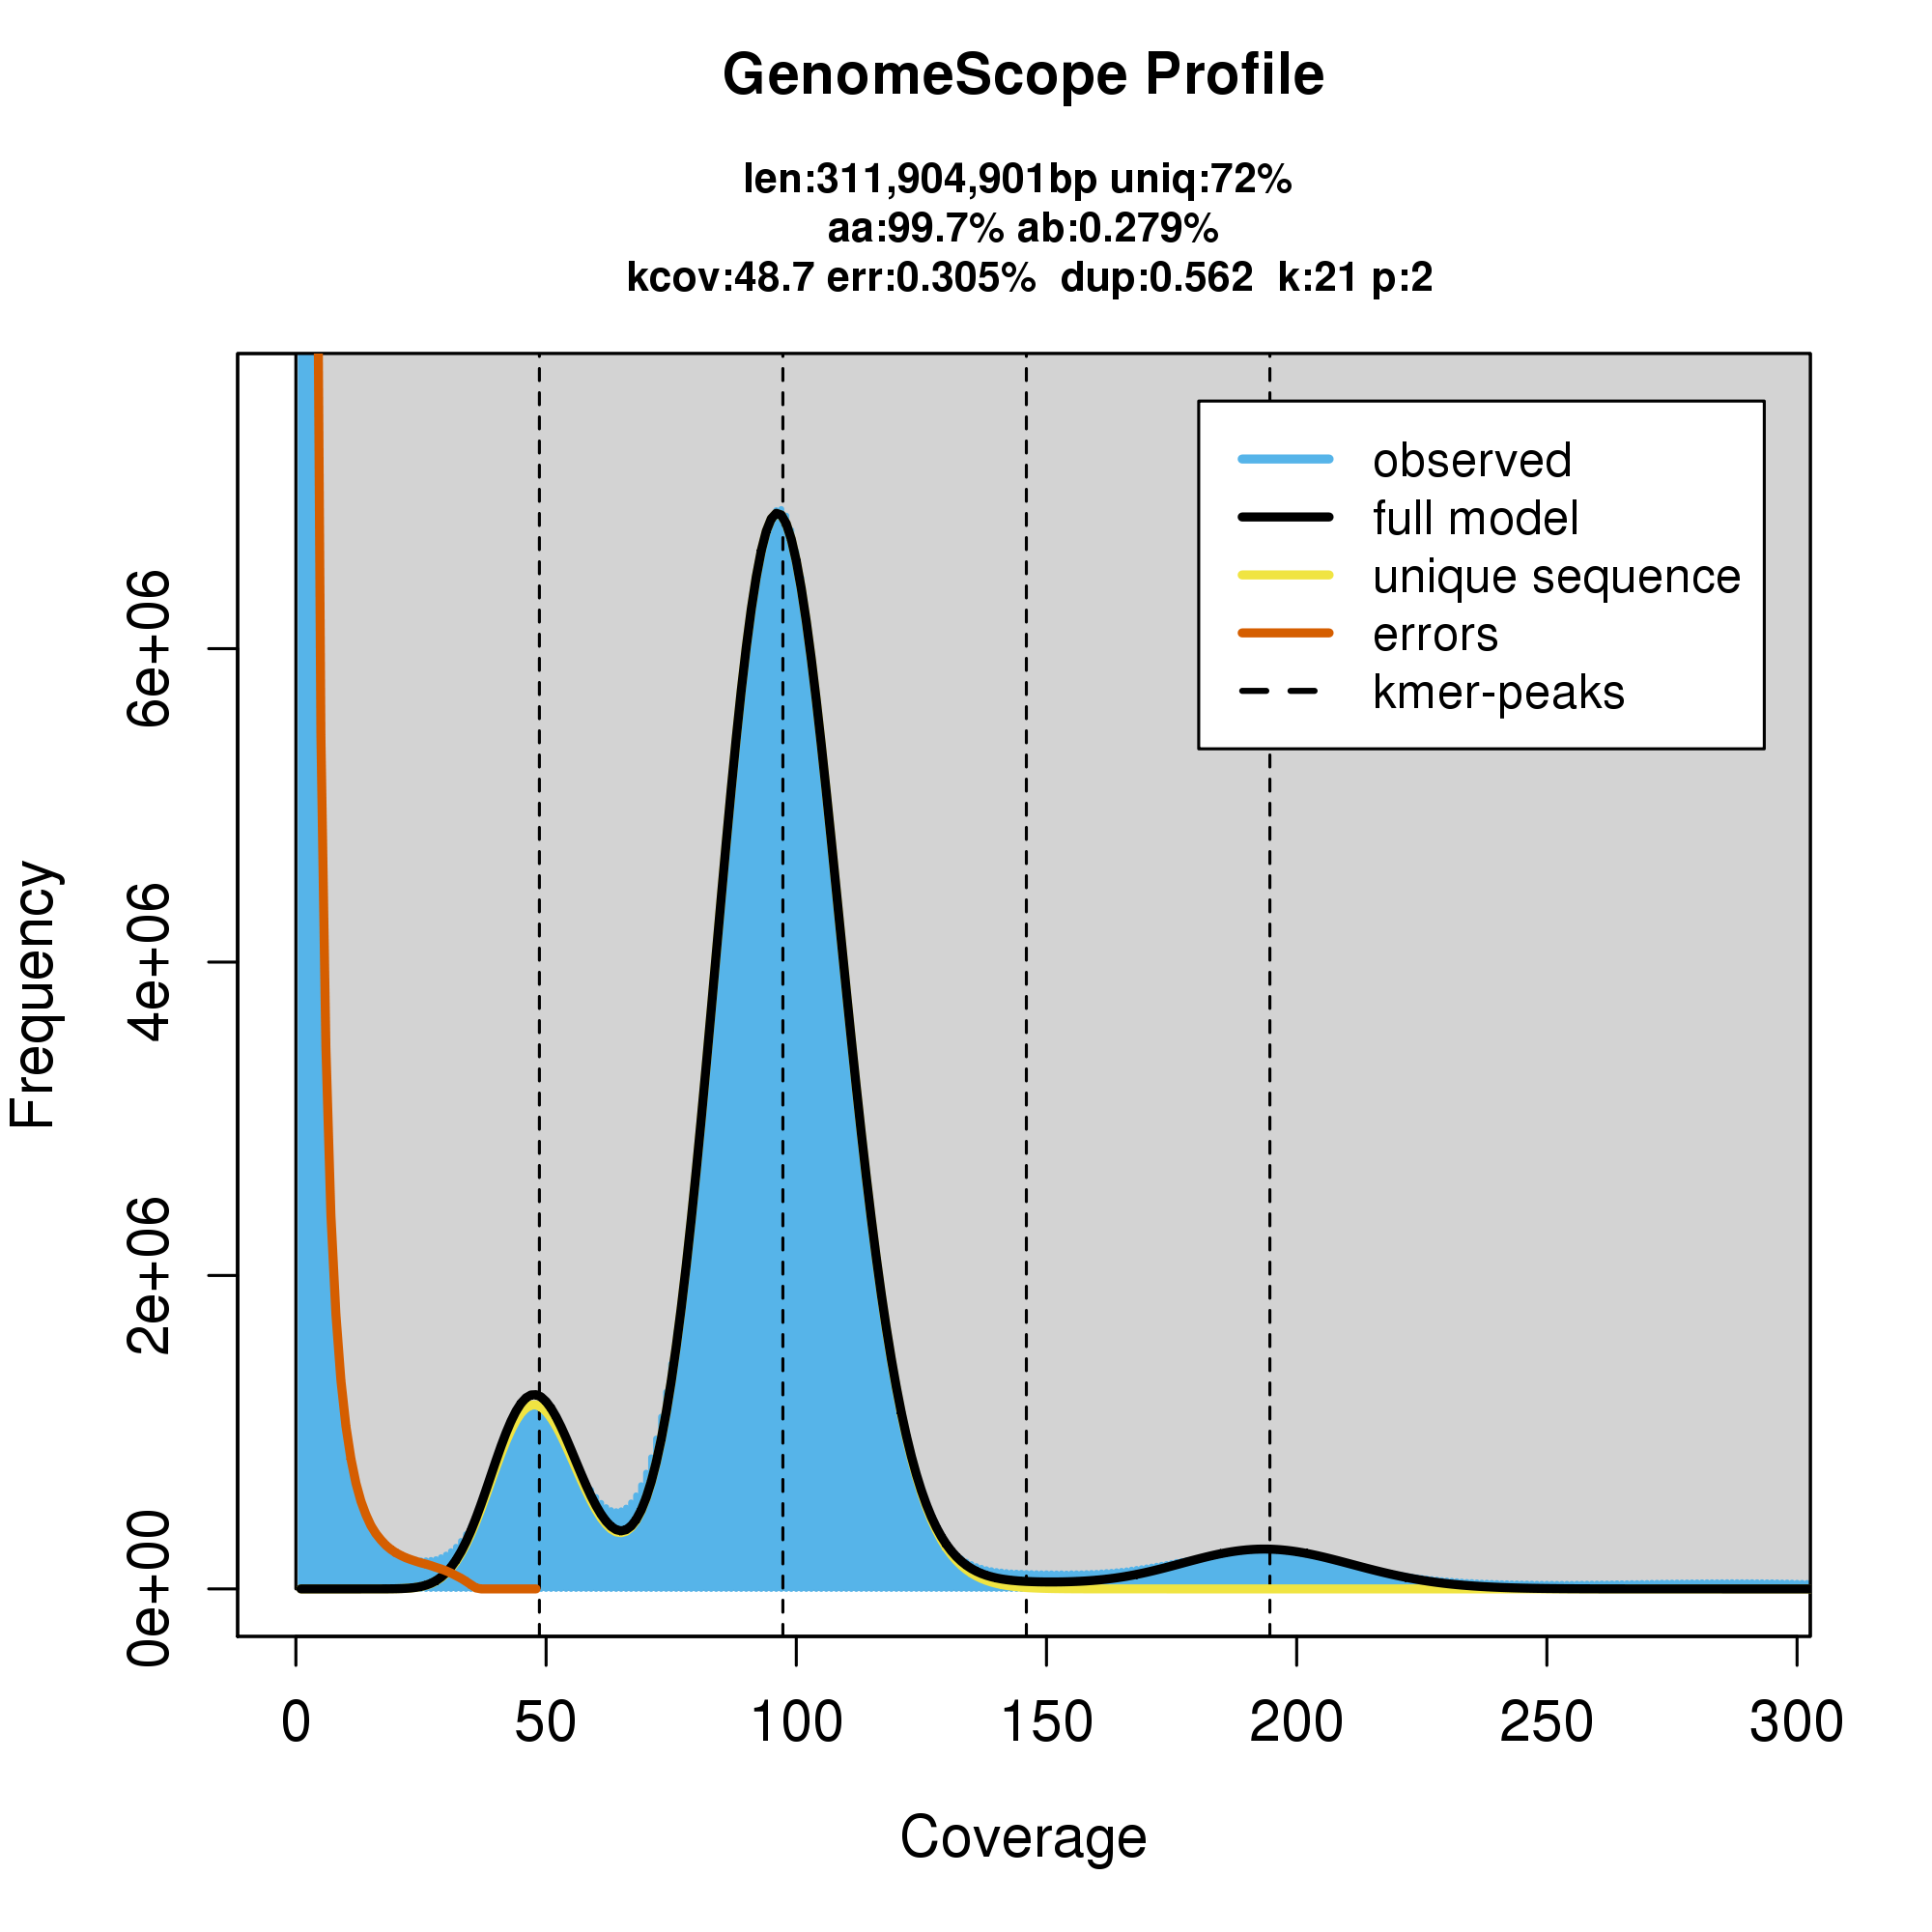 GenomeScope Profile
len:311,904,901bp uniq:72%
aa:99.7% ab:0.279%
kcov:48.7 err:0.305%  dup:0.562  k:21 p:2
observed
full model
unique sequence
errors
kmer-peaks
Frequency
6e+06
4e+06
2e+06
0e+00
0 50 100 150 200 250 300
Coverage